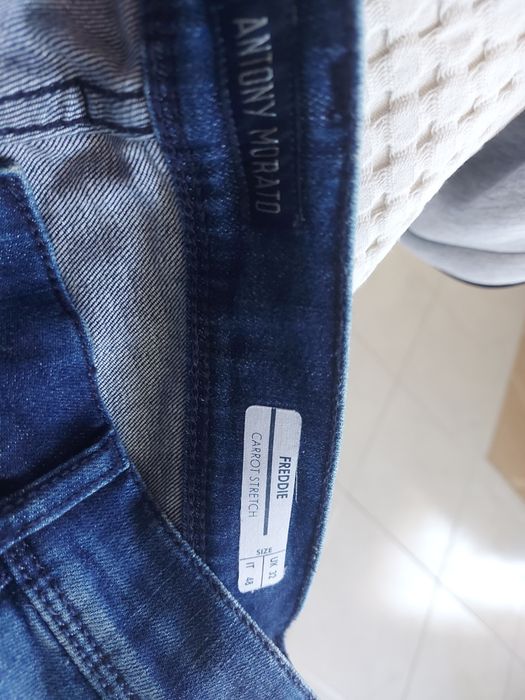 ANTONY MORATO
FREDDIE
CARROT STRETCH
SIZE
UK 32
IT 48